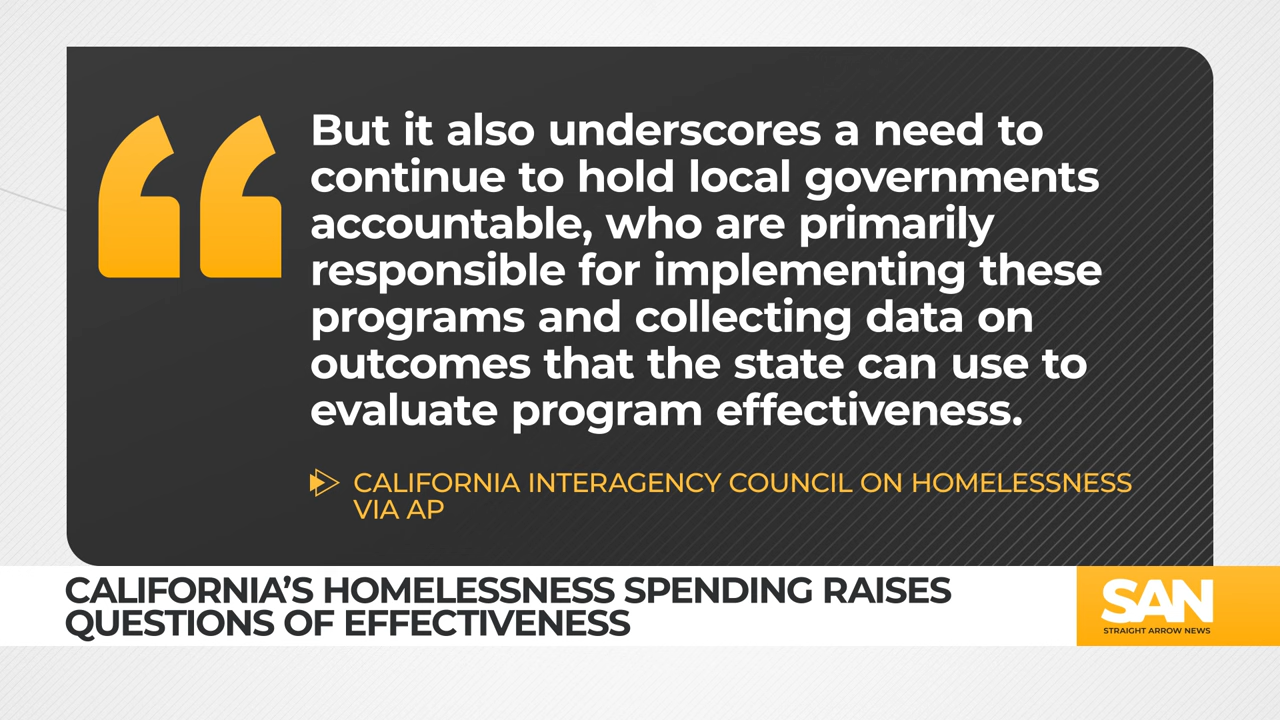 But it also underscores a need to
continue to hold local governments
accountable, who are primarily
responsible for implementing these
programs and collecting data on
outcomes that the state can use to
evaluate program effectiveness.
CALIFORNIA INTERAGENCY COUNCIL ON HOMELESSNESS
VIA AP
CALIFORNIA’S HOMELESSNESS SPENDING RAISES
QUESTIONS OF EFFECTIVENESS
SAN
STRAIGHT ARROW NEWS